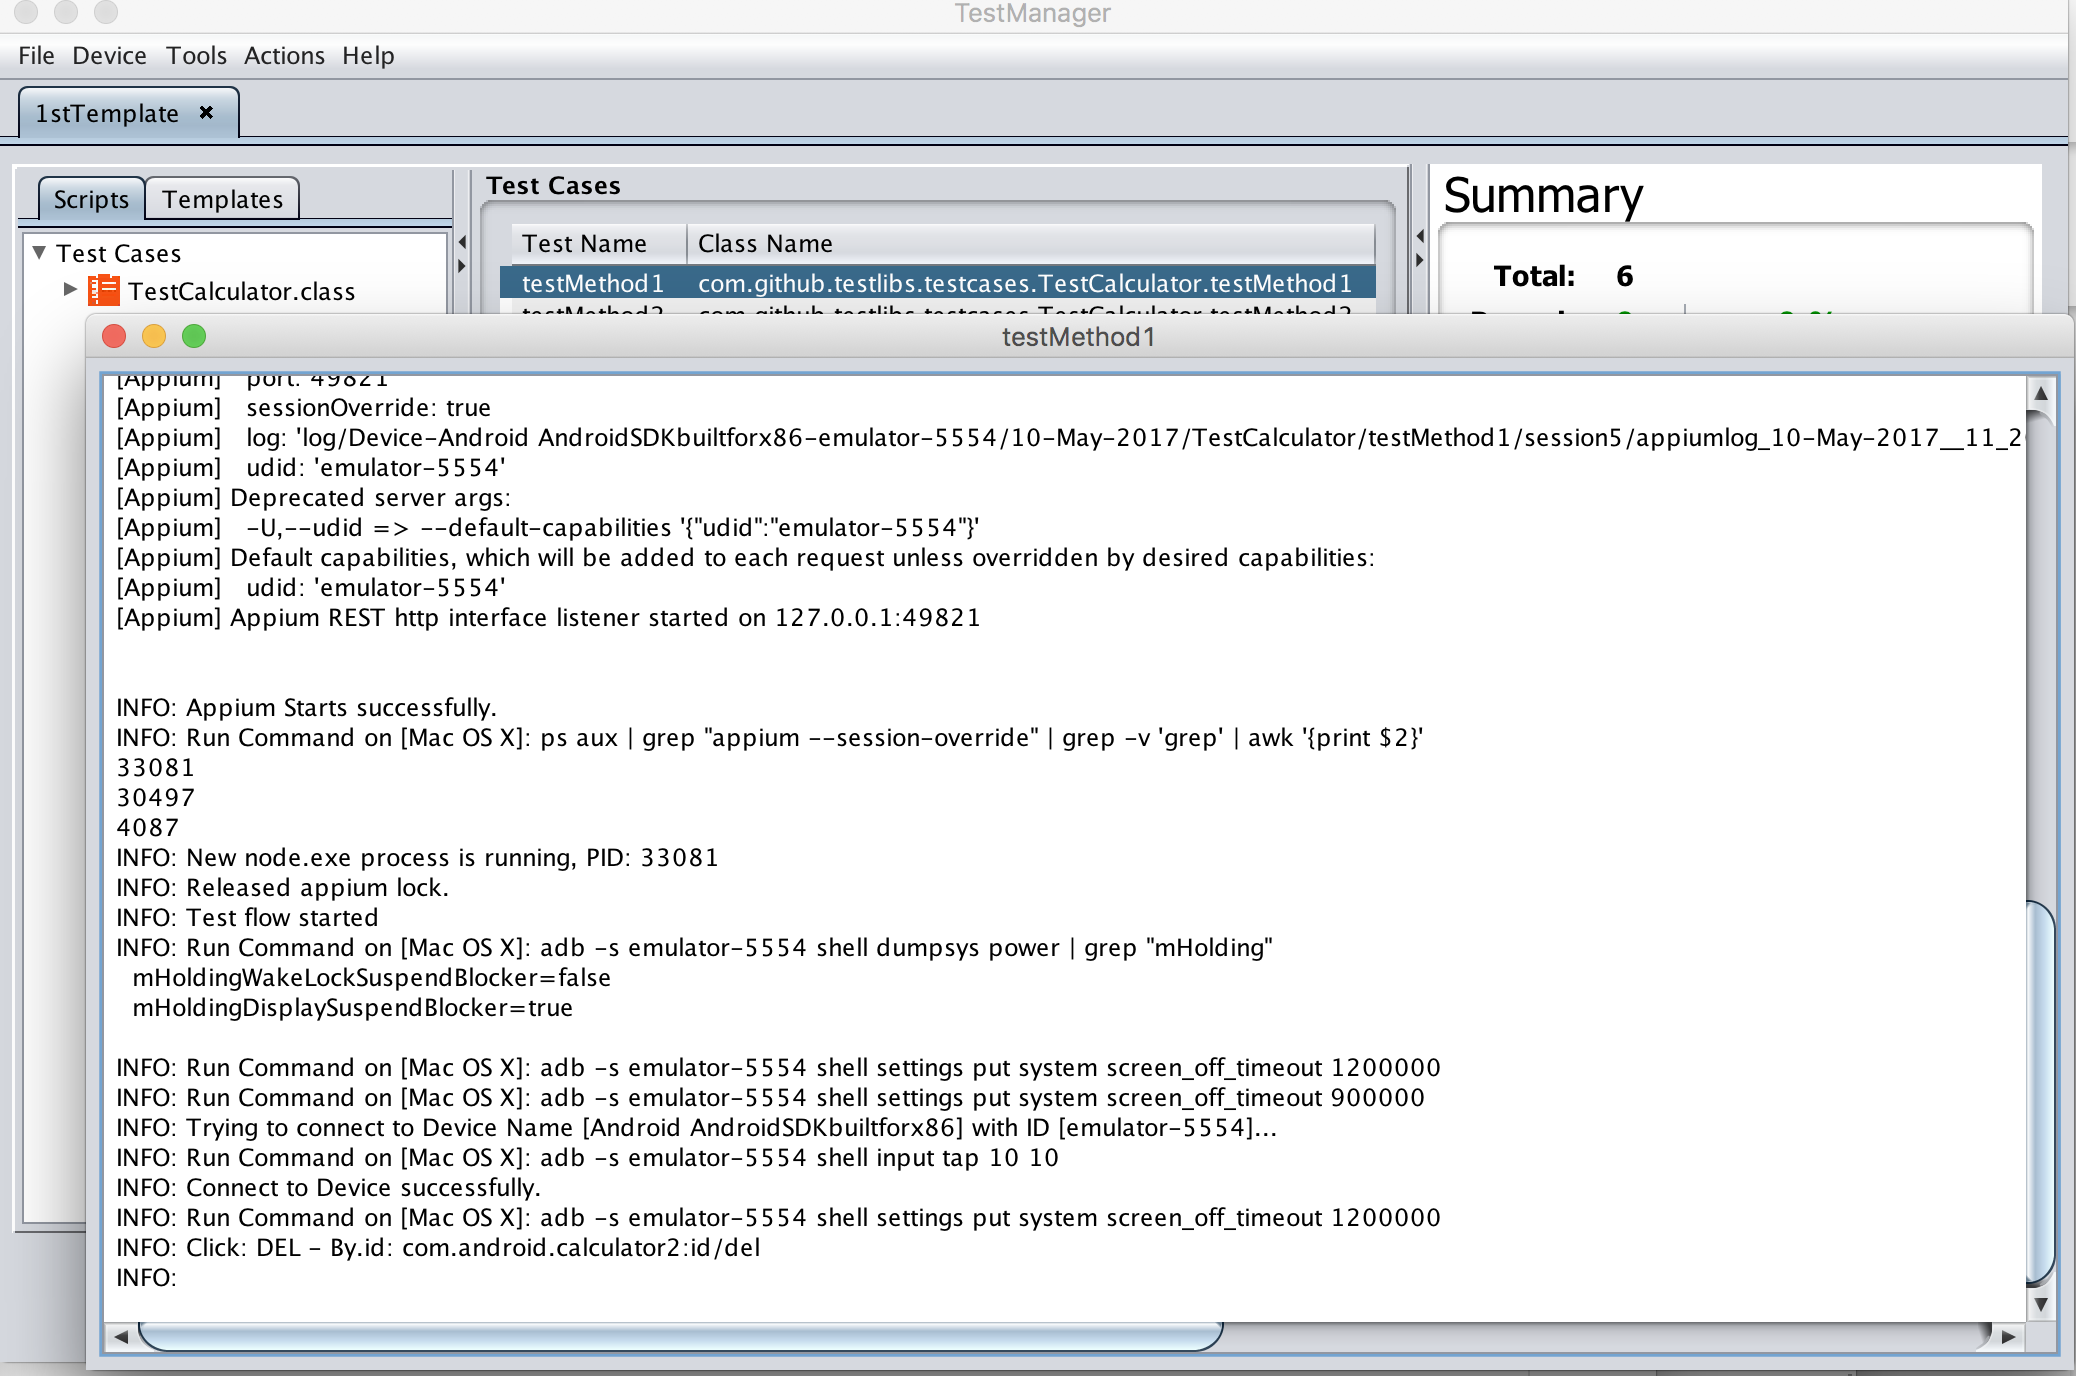 TestManager
File Device Tools Actions Help
1stTemplate ✖
Scripts Templates
Test Cases
TestCalculator.class
Test Cases
Test Name Class Name
testMethod1 com.github.testlibs.testcases.TestCalculator.testMethod1
Summary
Total: 6
testMethod1
[Appium] port: 49821
[Appium] sessionOverride: true
[Appium] log: 'log/Device-Android AndroidSDKbuiltforx86-emulator-5554/10-May-2017/TestCalculator/testMethod1/session5/appiumlog_10-May-2017__11_2
[Appium] udid: 'emulator-5554'
[Appium] Deprecated server args:
[Appium] -U,--udid => --default-capabilities '{"udid":"emulator-5554"}'
[Appium] Default capabilities, which will be added to each request unless overridden by desired capabilities:
[Appium] udid: 'emulator-5554'
[Appium] Appium REST http interface listener started on 127.0.0.1:49821
INFO: Appium Starts successfully.
INFO: Run Command on [Mac OS X]: ps aux | grep "appium --session-override" | grep -v 'grep' | awk '{print $2}'
33081
30497
4087
INFO: New node.exe process is running, PID: 33081
INFO: Released appium lock.
INFO: Test flow started
INFO: Run Command on [Mac OS X]: adb -s emulator-5554 shell dumpsys power | grep "mHolding"
mHoldingWakeLockSuspendBlocker=false
mHoldingDisplaySuspendBlocker=true
INFO: Run Command on [Mac OS X]: adb -s emulator-5554 shell settings put system screen_off_timeout 1200000
INFO: Run Command on [Mac OS X]: adb -s emulator-5554 shell settings put system screen_off_timeout 900000
INFO: Trying to connect to Device Name [Android AndroidSDKbuiltforx86] with ID [emulator-5554]...
INFO: Run Command on [Mac OS X]: adb -s emulator-5554 shell input tap 10 10
INFO: Connect to Device successfully.
INFO: Run Command on [Mac OS X]: adb -s emulator-5554 shell settings put system screen_off_timeout 1200000
INFO: Click: DEL - By.id: com.android.calculator2:id/del
INFO: